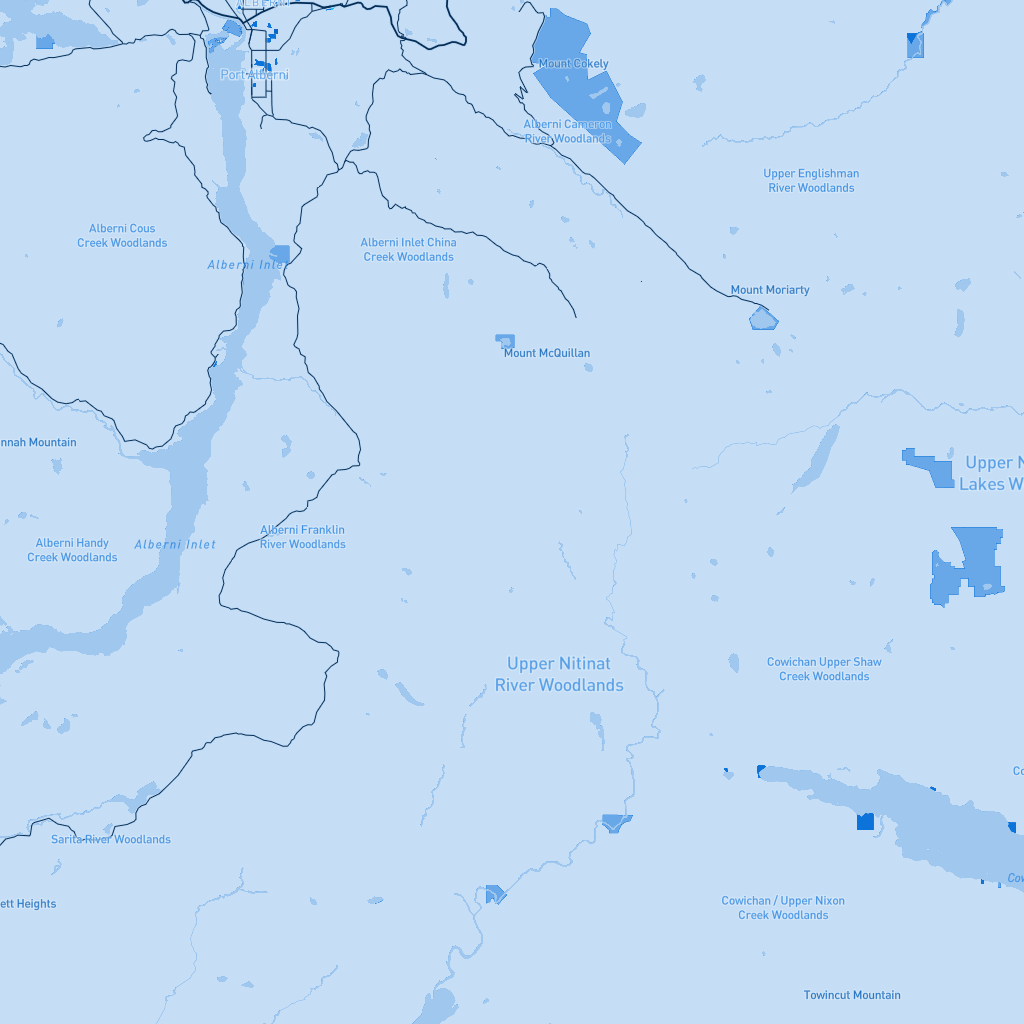 Port Alberni
Mount Cokely
Alberni Cameron
River Woodlands
Upper Englishman
River Woodlands
Alberni Cous
Creek Woodlands
Alberni Inlet China
Creek Woodlands
Alberni Inlet
Mount Moriarty
Mount McQuillan
nnah Mountain
Upper N
Lakes W
Alberni Handy
Creek Woodlands
Alberni Inlet
Alberni Franklin
River Woodlands
Upper Nitinat
River Woodlands
Cowichan Upper Shaw
Creek Woodlands
Co
Sarita River Woodlands
Cow
ett Heights
Cowichan / Upper Nixon
Creek Woodlands
Towincut Mountain